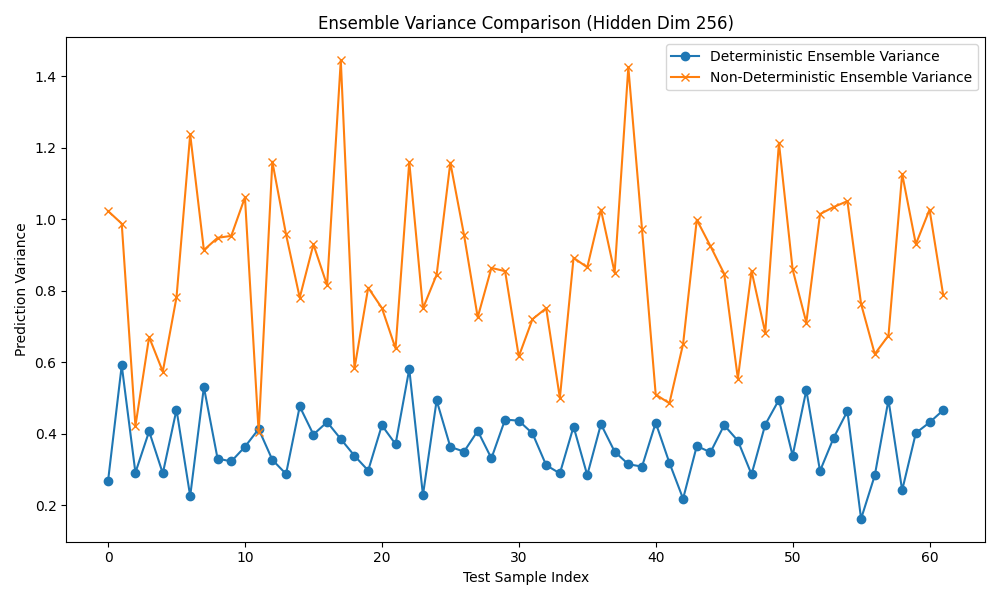 Ensemble Variance Comparison (Hidden Dim 256)
Deterministic Ensemble Variance
Non-Deterministic Ensemble Variance
Prediction Variance
1.4
1.2
1.0
0.8
0.6
0.4
0.2
0 10 20 30 40 50 60
Test Sample Index